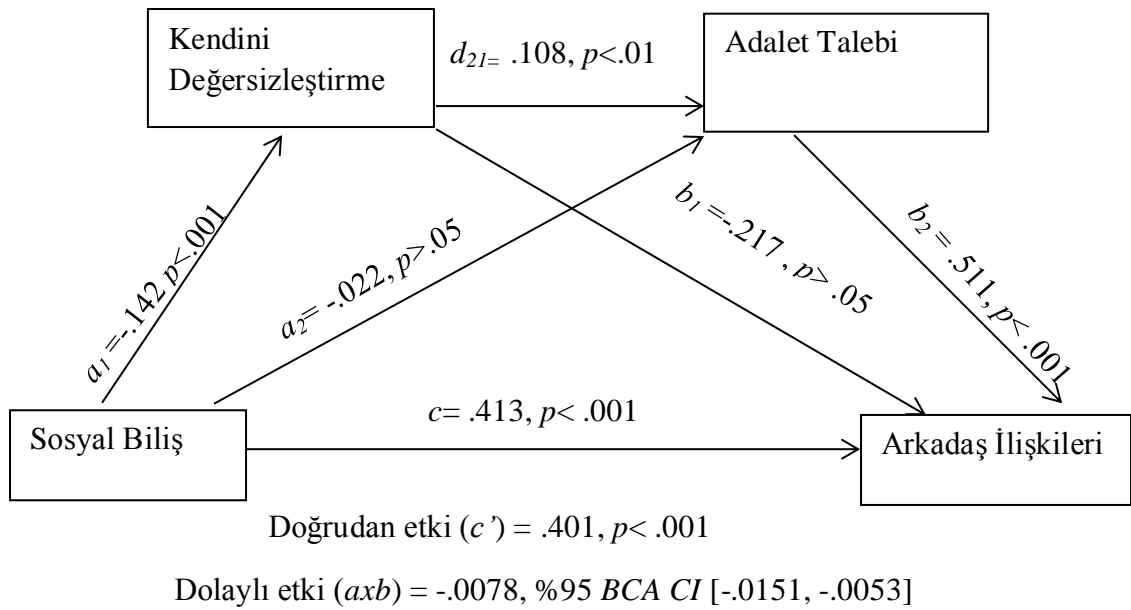 Kendini
Değersizleştirme
d21= .108, p<.01
Adalet Talebi
a1 =-.142 p<.001
a2= -.022, p>.05
b1 =-.217 , p> .05
b2 = .511, p< .001
Sosyal Biliş
c= .413, p< .001
Arkadaş İlişkileri
Doğrudan etki (c’) = .401, p< .001
Dolaylı etki (axb) = -.0078, %95 BCA CI [-.0151, -.0053]